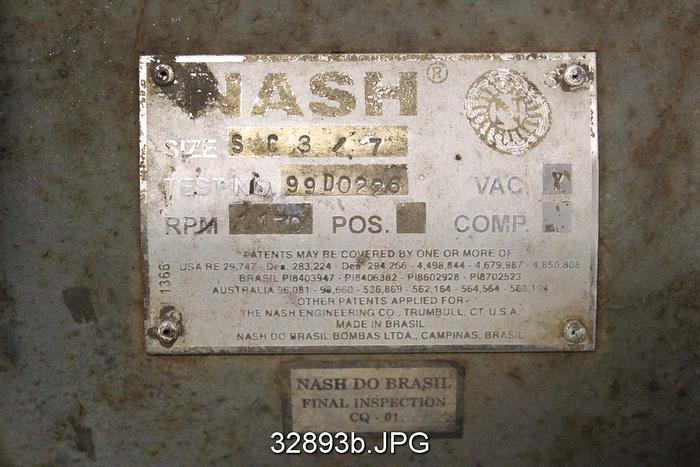 NASH®
SIZE SC3/7
TEST NO. 99D0226
VAC. X
RPM 1170 POS. COMP.
PATENTS MAY BE COVERED BY ONE OR MORE OF
USA RE 29,747 - Des. 283,224 - Des. 294,266 - 4,498,844 - 4,679,987 - 4,850,808
BRASIL PI8403947 - PI8406382 - PI8602928 - PI8702523
AUSTRALIA 96,081 - 98,660 - 536,869 - 562,164 - 564,564 - 588,194
OTHER PATENTS APPLIED FOR
THE NASH ENGINEERING CO., TRUMBULL, CT. U.S.A.
MADE IN BRASIL
NASH DO BRASIL BOMBAS LTDA., CAMPINAS, BRASIL
1366
NASH DO BRASIL
FINAL INSPECTION
CQ - 01
32893b.JPG